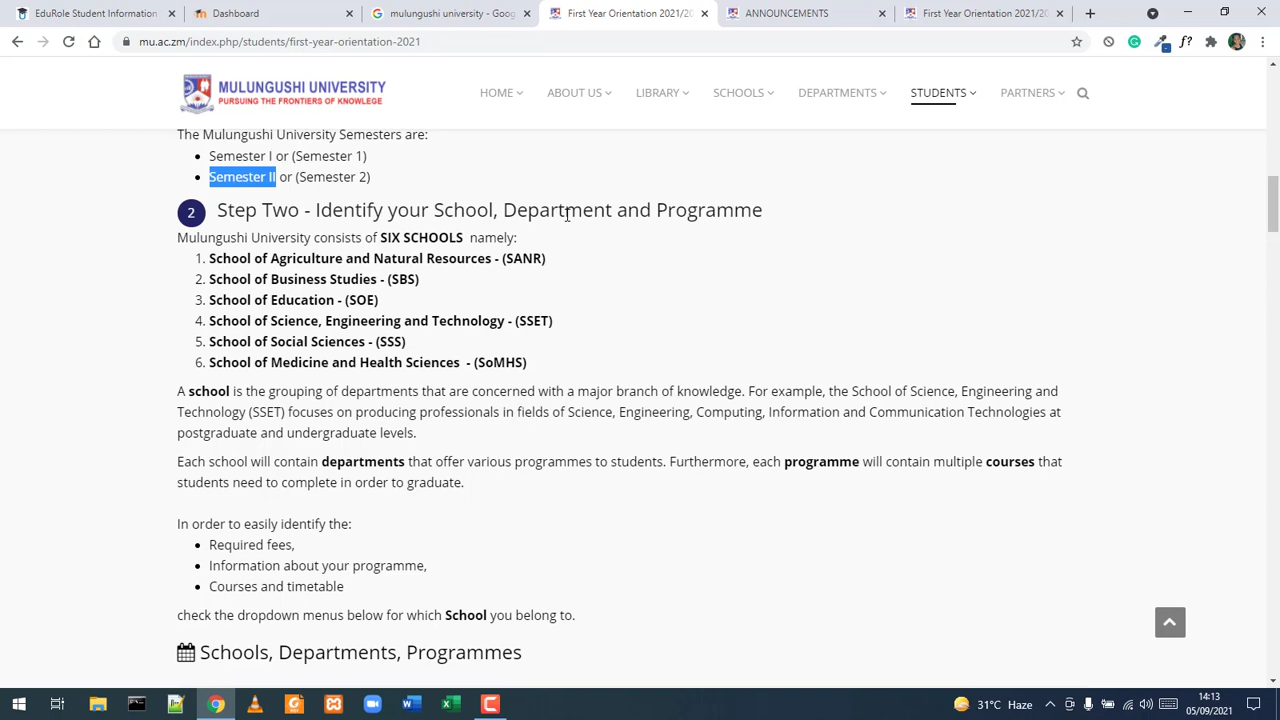 EduRole Student Information
Dashboard
mulungushi university - Goog
First Year Orientation 2021/20
ANNOUNCEMENTS
First Year Orientation 2021/20
mu.ac.zm/index.php/students/first-year-orientation-2021
MULUNGUSHI UNIVERSITY
PURSUING THE FRONTIERS OF KNOWLEGE
HOME
ABOUT US
LIBRARY
SCHOOLS
DEPARTMENTS
STUDENTS
PARTNERS
The Mulungushi University Semesters are:
• Semester I or (Semester 1)
• Semester II or (Semester 2)
2 Step Two - Identify your School, Department and Programme
Mulungushi University consists of SIX SCHOOLS namely:
1. School of Agriculture and Natural Resources - (SANR)
2. School of Business Studies - (SBS)
3. School of Education - (SOE)
4. School of Science, Engineering and Technology - (SSET)
5. School of Social Sciences - (SSS)
6. School of Medicine and Health Sciences - (SoMHS)
A school is the grouping of departments that are concerned with a major branch of knowledge. For example, the School of Science, Engineering and
Technology (SSET) focuses on producing professionals in fields of Science, Engineering, Computing, Information and Communication Technologies at
postgraduate and undergraduate levels.
Each school will contain departments that offer various programmes to students. Furthermore, each programme will contain multiple courses that
students need to complete in order to graduate.
In order to easily identify the:
• Required fees,
• Information about your programme,
• Courses and timetable
check the dropdown menus below for which School you belong to.
Schools, Departments, Programmes
31°C Haze
14:13
05/09/2021